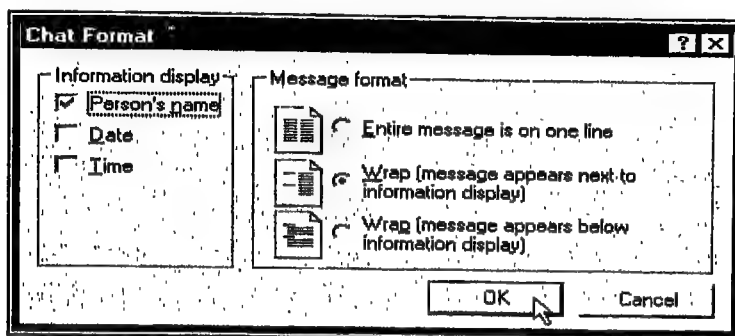 Chat Format
? X
Information display
Person's name
Date
Time
Message format
Entire message is on one line
Wrap (message appears next to
information display)
Wrap (message appears below
information display)
OK
Cancel